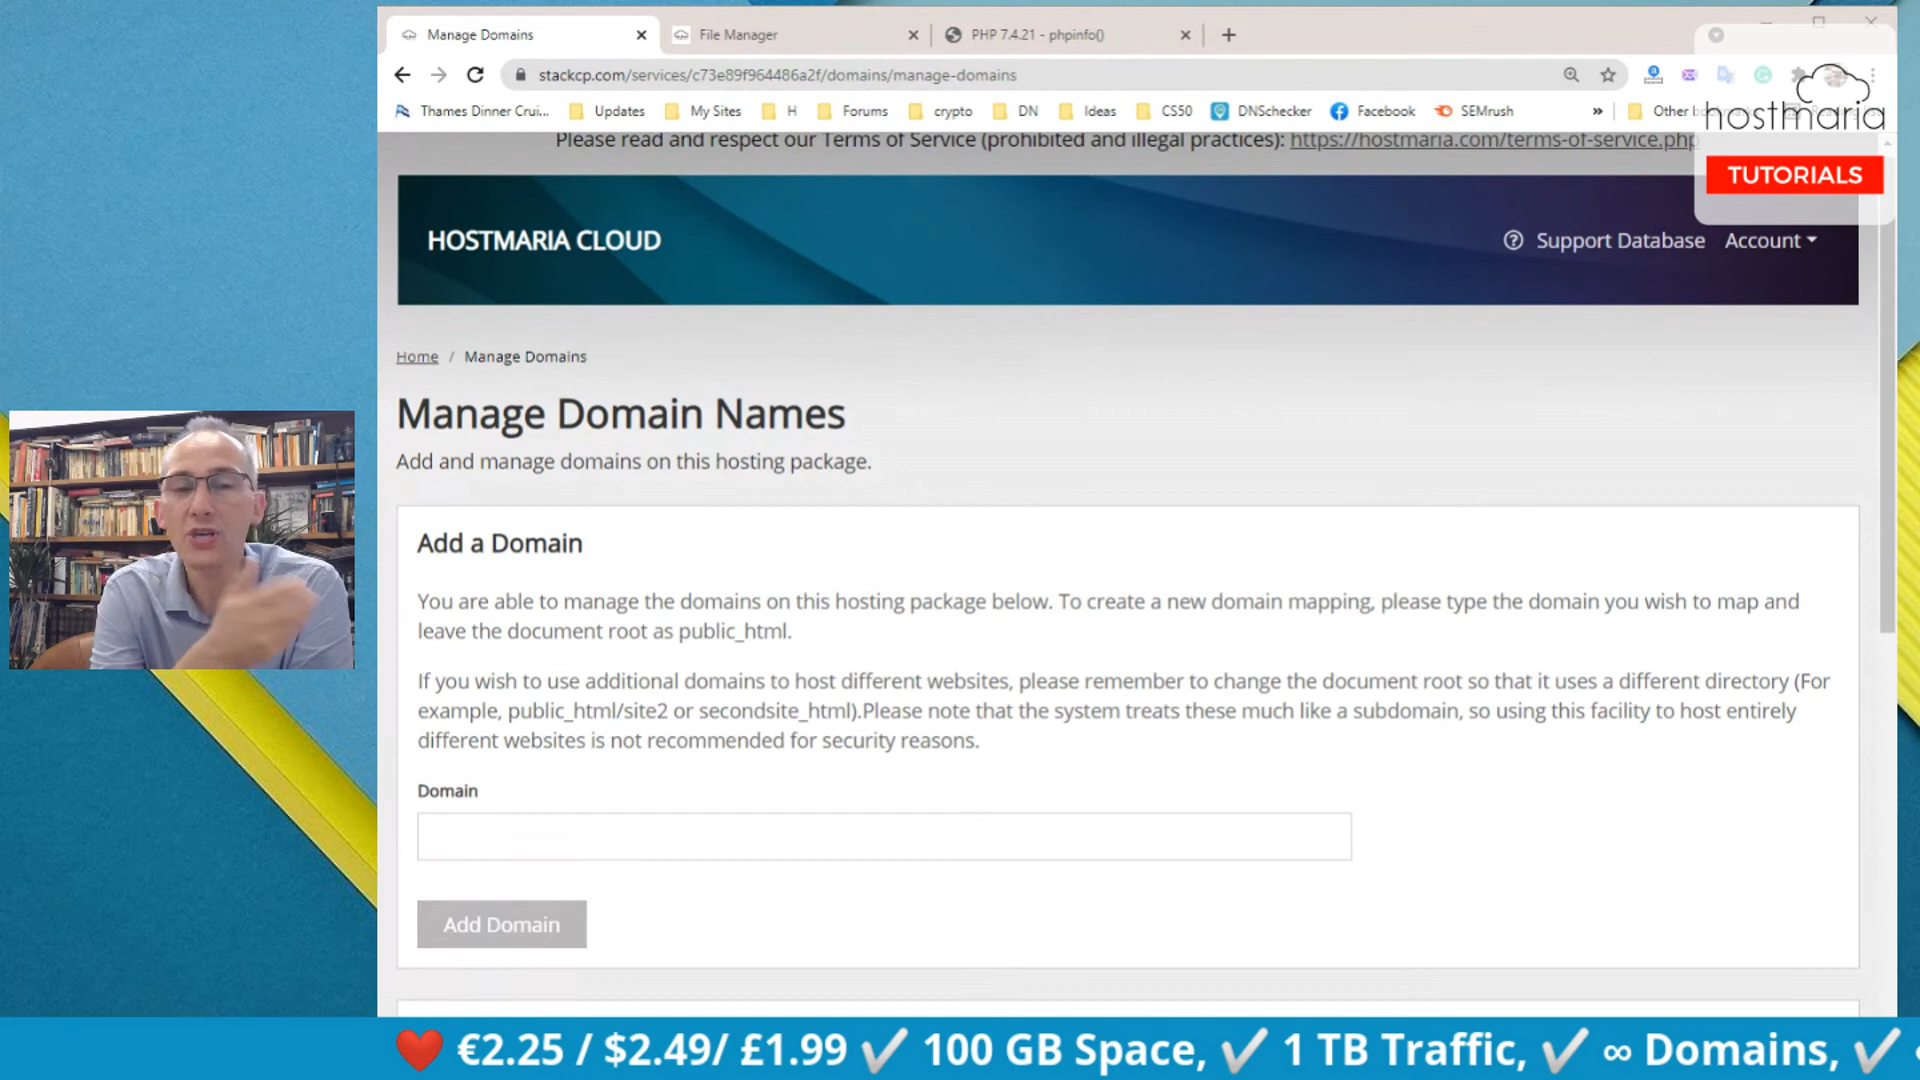 Manage Domains
File Manager
PHP 7.4.21 - phpinfo()
stackcp.com/services/c73e89f964486a2f/domains/manage-domains
Thames Dinner Crui... Updates My Sites H Forums crypto DN Ideas CS50 DNSchecker Facebook SEMrush » Other
hostmaria
TUTORIALS
Please read and respect our Terms of Service (prohibited and illegal practices): https://hostmaria.com/terms-of-service.php
HOSTMARIA CLOUD
Support Database Account
Home / Manage Domains
Manage Domain Names
Add and manage domains on this hosting package.
Add a Domain
You are able to manage the domains on this hosting package below. To create a new domain mapping, please type the domain you wish to map and
leave the document root as public_html.
If you wish to use additional domains to host different websites, please remember to change the document root so that it uses a different directory (For
example, public_html/site2 or secondsite_html).Please note that the system treats these much like a subdomain, so using this facility to host entirely
different websites is not recommended for security reasons.
Domain
Add Domain
❤️ €2.25 / $2.49/ £1.99 ✔ 100 GB Space, ✔ 1 TB Traffic, ✔ ∞ Domains, ✔